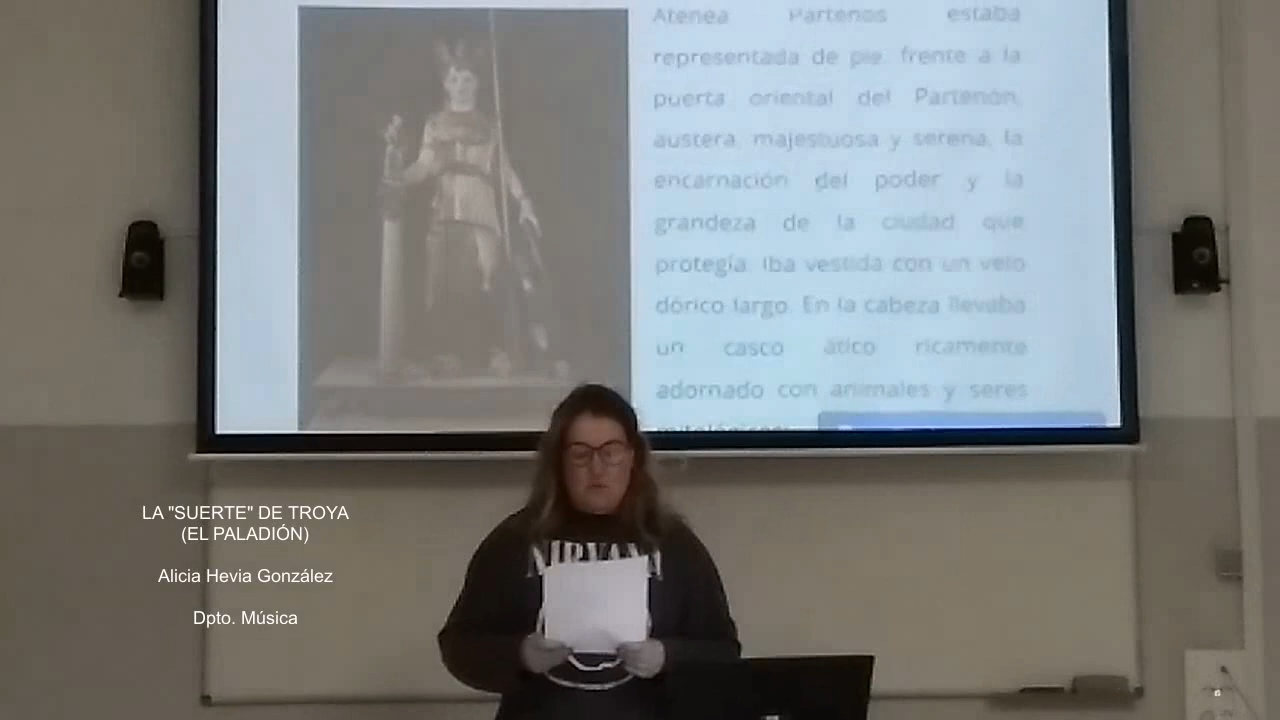 Atenea Partenos estaba
representada de pie, frente a la
puerta oriental del Partenón,
austera, majestuosa y serena, la
encarnación del poder y la
grandeza de la ciudad que
protegía. Iba vestida con un velo
dórico largo. En la cabeza llevaba
un casco ático ricamente
adornado con animales y seres
mitológicos;
LA "SUERTE" DE TROYA
(EL PALADIÓN)
Alicia Hevia González
Dpto. Música
NIRVANA